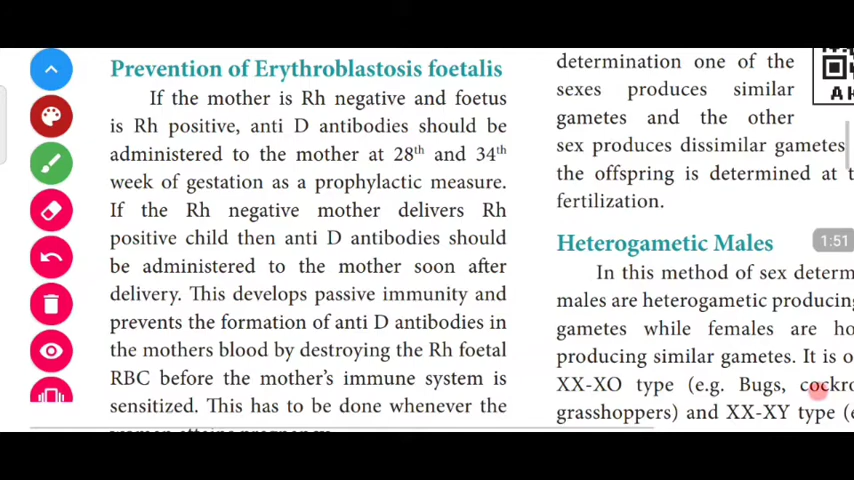 Prevention of Erythroblastosis foetalis
If the mother is Rh negative and foetus
is Rh positive, anti D antibodies should be
administered to the mother at 28th and 34th
week of gestation as a prophylactic measure.
If the Rh negative mother delivers Rh
positive child then anti D antibodies should
be administered to the mother soon after
delivery. This develops passive immunity and
prevents the formation of anti D antibodies in
the mothers blood by destroying the Rh foetal
RBC before the mother's immune system is
sensitized. This has to be done whenever the
determination one of the
sexes produces similar
gametes and the other
sex produces dissimilar gametes
the offspring is determined at
fertilization.
Heterogametic Males
In this method of sex determ
males are heterogametic producing
gametes while females are ho
producing similar gametes. It is o
XX-XO type (e.g. Bugs, cockro
grasshoppers) and XX-XY type (
1:51